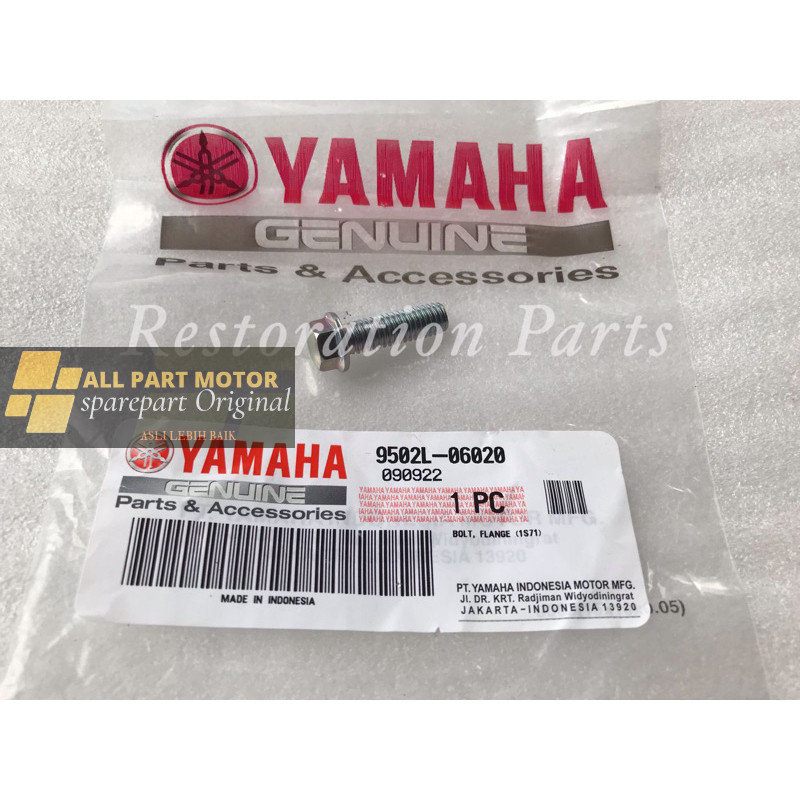 YAMAHA
GENUINE
Parts & Accessories
Restoration Parts
ALL PART MOTOR
sparepart Original
ASLI LEBIH BAIK
YAMAHA
GENUINE
Parts & Accessories
9502L-06020
090922
1 PC
BOLT, FLANGE (1S71)
MADE IN INDONESIA
PT. YAMAHA INDONESIA MOTOR MFG.
Jl. DR. KRT. Radjiman Widyodiningrat
JAKARTA-INDONESIA 13920